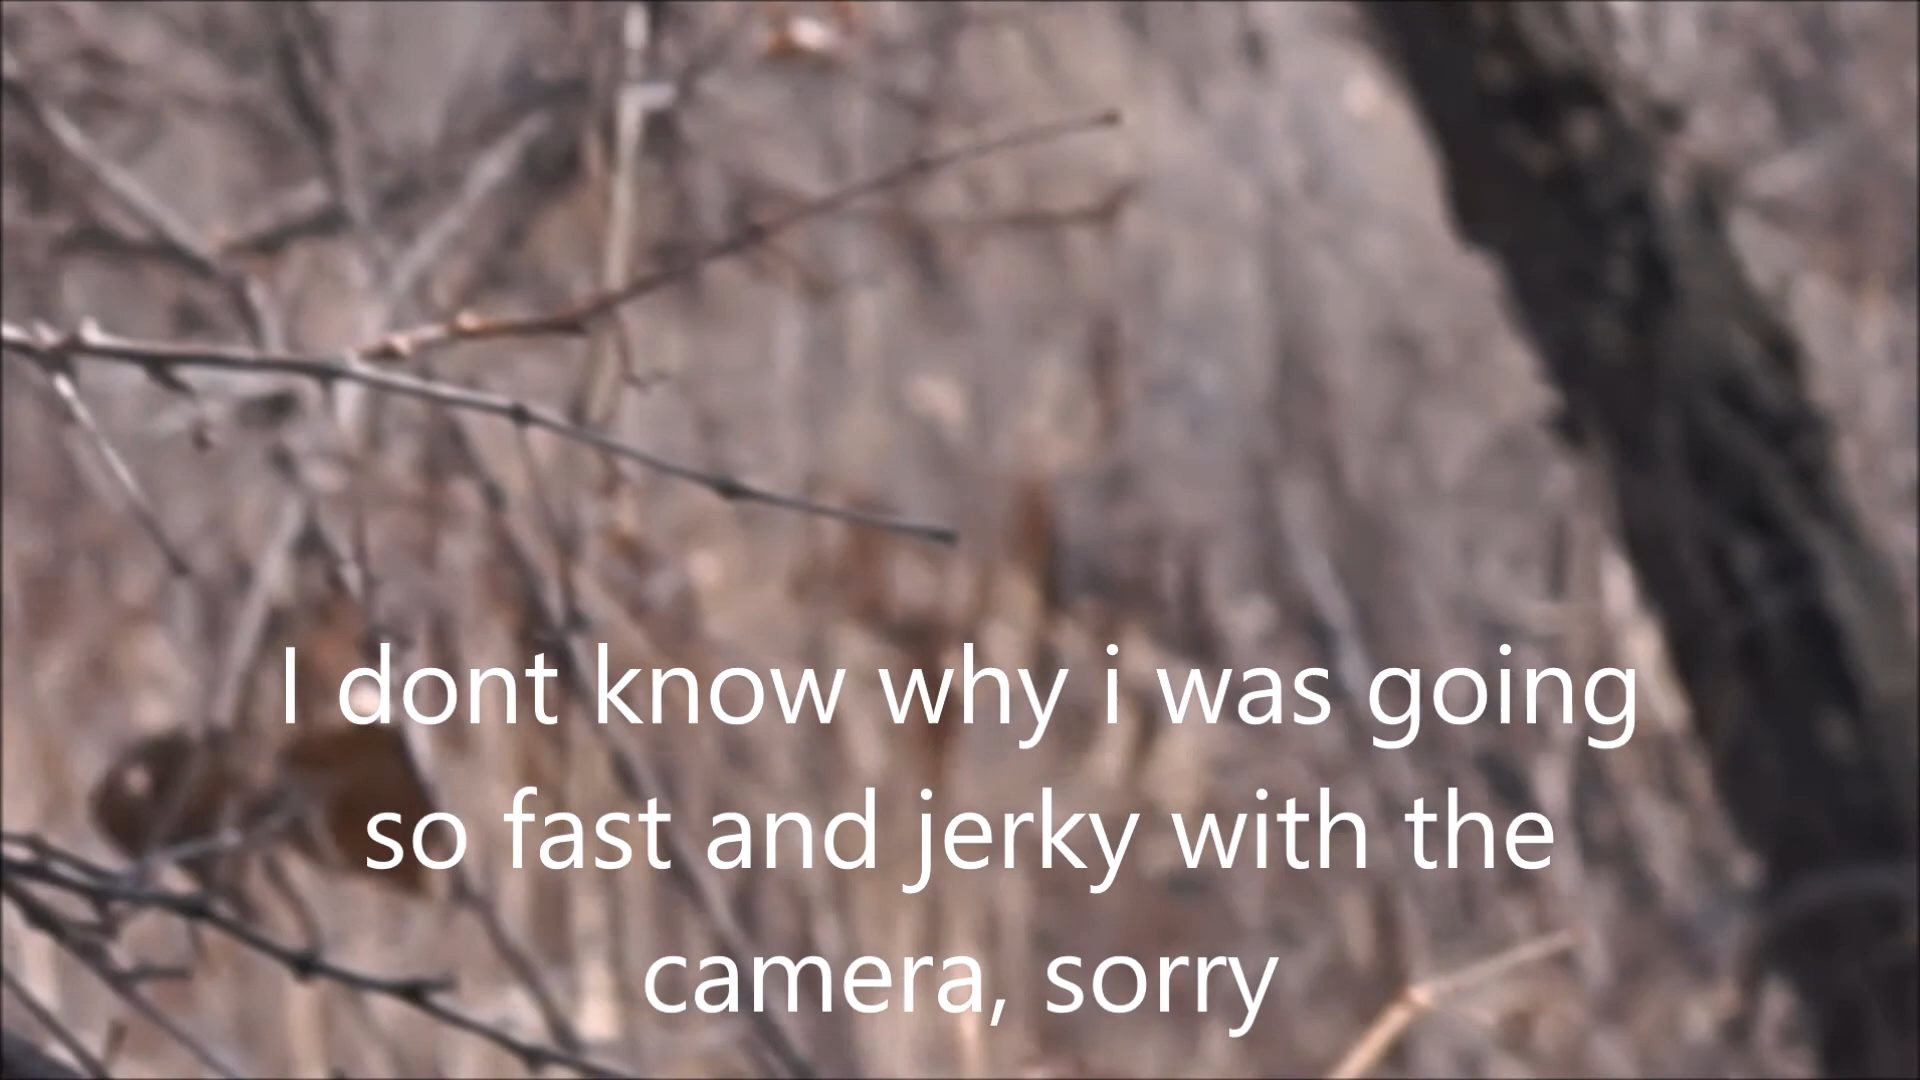 I dont know why i was going
so fast and jerky with the
camera, sorry